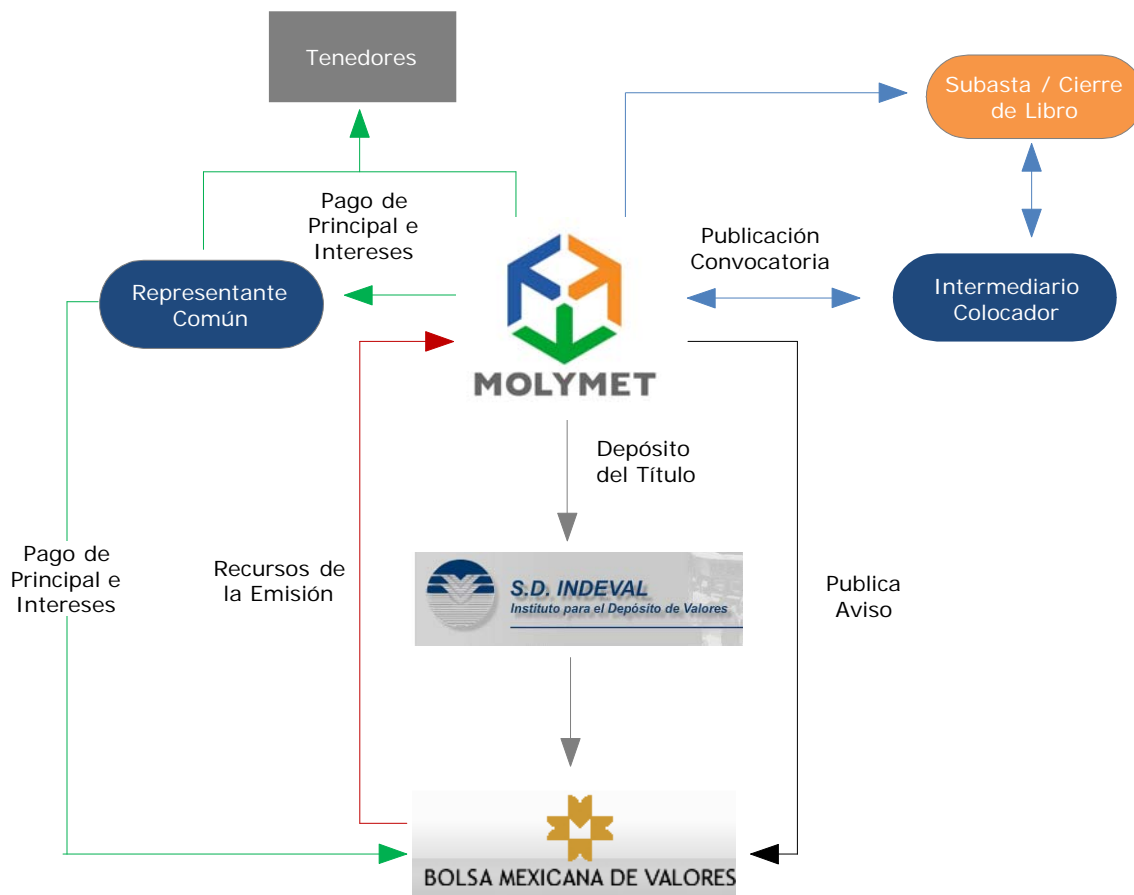 Tenedores
Subasta / Cierre
de Libro
Pago de
Principal e
Intereses
Publicación
Convocatoria
Representante
Común
Intermediario
Colocador
MOLYMET
Depósito
del Título
Pago de
Principal e
Intereses
Recursos de
la Emisión
S.D. INDEVAL
Instituto para el Depósito de Valores
Publica
Aviso
BOLSA MEXICANA DE VALORES